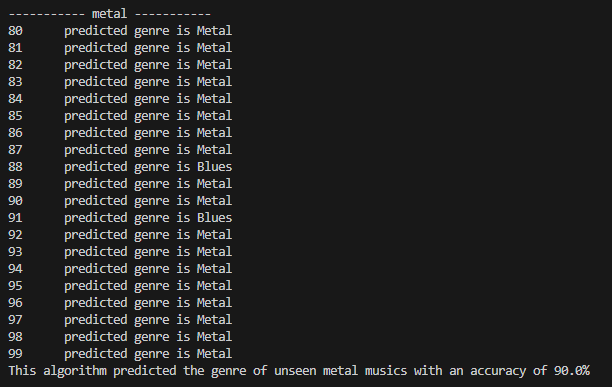 ----------- metal -----------
80 predicted genre is Metal
81 predicted genre is Metal
82 predicted genre is Metal
83 predicted genre is Metal
84 predicted genre is Metal
85 predicted genre is Metal
86 predicted genre is Metal
87 predicted genre is Metal
88 predicted genre is Blues
89 predicted genre is Metal
90 predicted genre is Metal
91 predicted genre is Blues
92 predicted genre is Metal
93 predicted genre is Metal
94 predicted genre is Metal
95 predicted genre is Metal
96 predicted genre is Metal
97 predicted genre is Metal
98 predicted genre is Metal
99 predicted genre is Metal
This algorithm predicted the genre of unseen metal musics with an accuracy of 90.0%